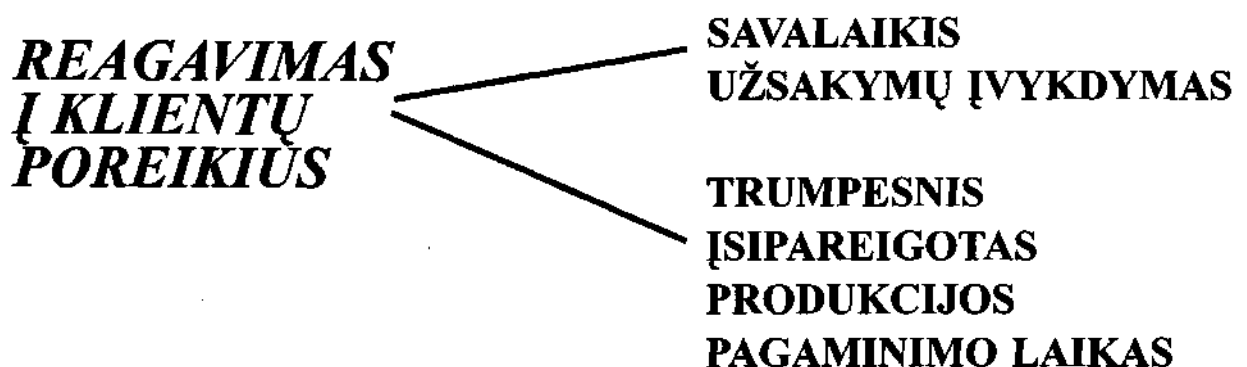 REAGAVIMAS
Į KLIENTŲ
POREIKIUS
SAVALAIKIS
UŽSAKYMŲ ĮVYKDYMAS
TRUMPESNIS
ĮSIPAREIGOTAS
PRODUKCIJOS
PAGAMINIMO LAIKAS